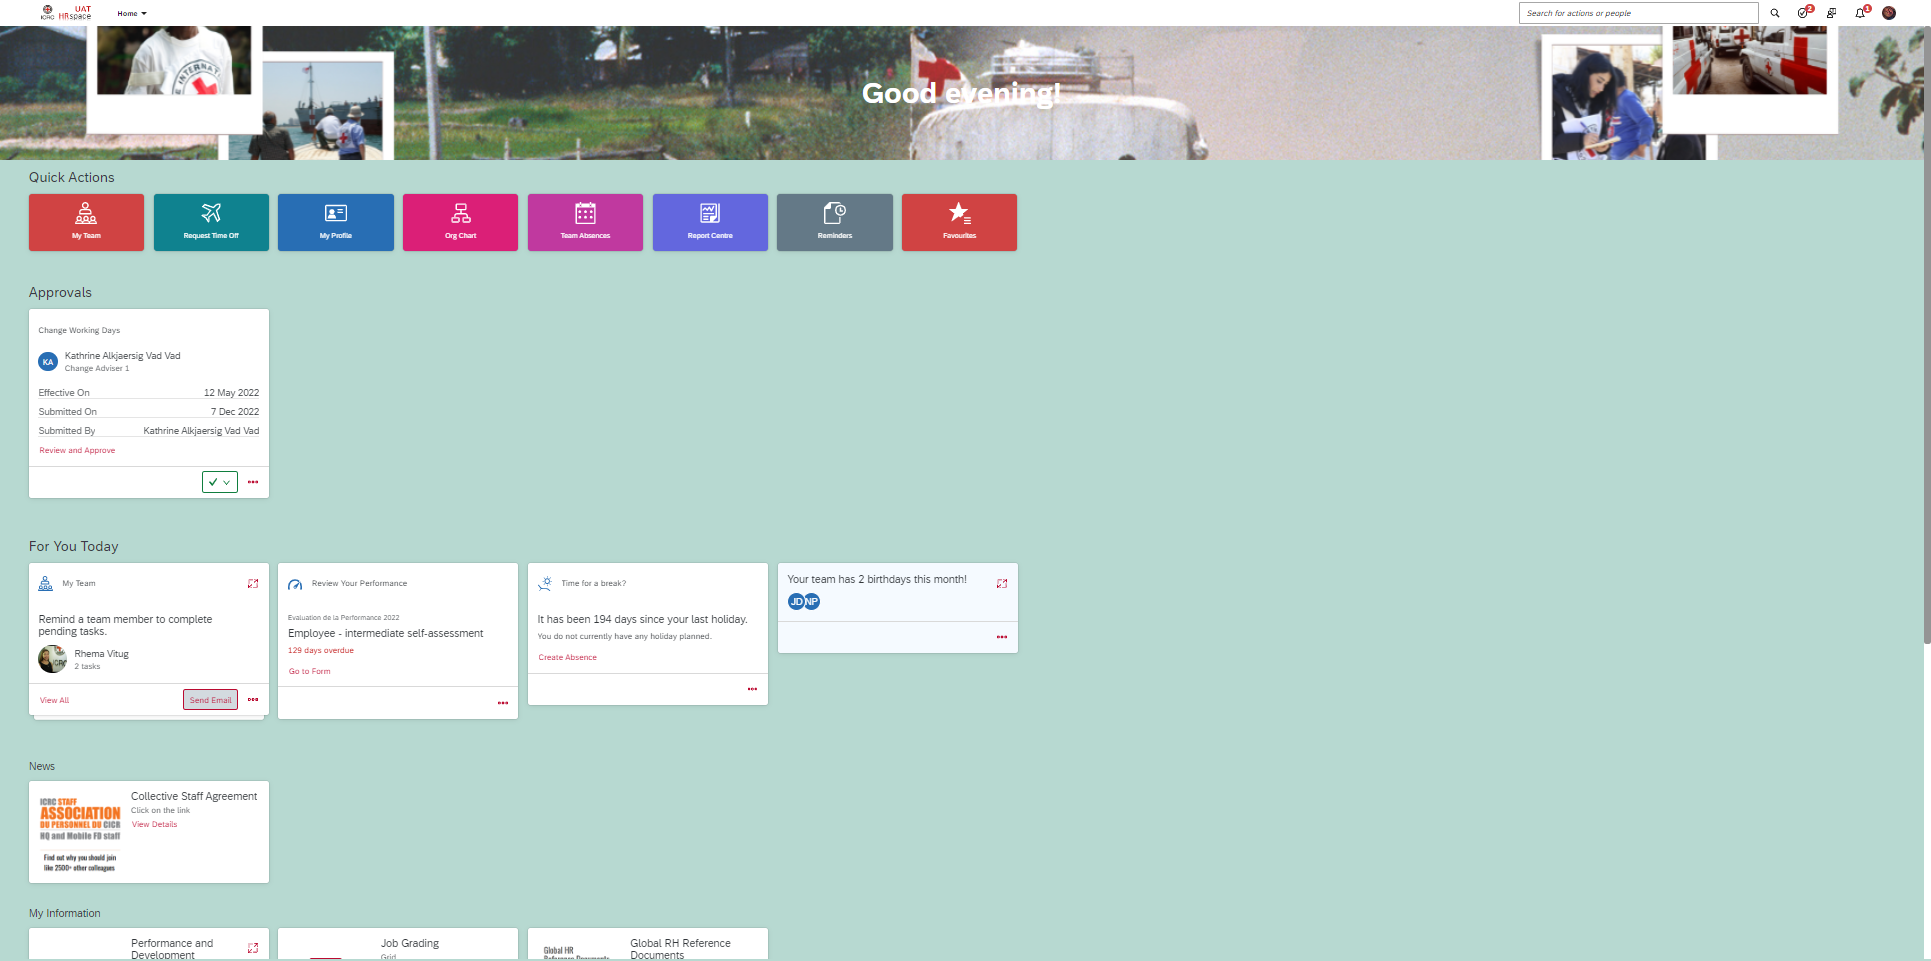 ICRC
UAT
HRspace
Home
Search for actions or people
2
1
INTERNAT
Good evening!
Quick Actions
My Team
Request Time Off
My Profile
Org Chart
Team Absences
Report Centre
Reminders
Favourites
Approvals
Change Working Days
KA
Kathrine Alkjaersig Vad Vad
Change Adviser 1
Effective On 12 May 2022
Submitted On 7 Dec 2022
Submitted By Kathrine Alkjaersig Vad Vad
Review and Approve
For You Today
My Team
Remind a team member to complete
pending tasks.
Rhema Vitug
2 tasks
View All
Send Email
Review Your Performance
Evaluation de la Performance 2022
Employee - intermediate self-assessment
129 days overdue
Go to Form
Time for a break?
It has been 194 days since your last holiday.
You do not currently have any holiday planned.
Create Absence
Your team has 2 birthdays this month!
JD NP
News
ICRC STAFF
ASSOCIATION
DU PERSONNEL DU CICR
HQ and Mobile FD staff
Find out why you should join
like 2500+ other colleagues
Collective Staff Agreement
Click on the link
View Details
My Information
Performance and
Development
Job Grading
Grid
Global HR
Reference Documents
Global RH Reference
Documents